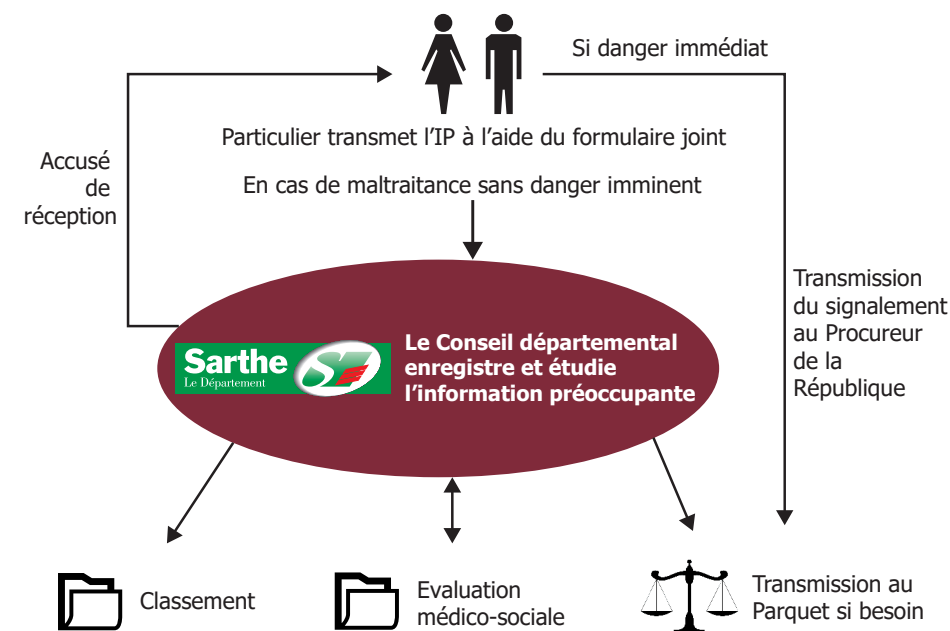 Si danger immédiat
Particulier transmet l’IP à l’aide du formulaire joint
Accusé
de
réception
En cas de maltraitance sans danger imminent
Transmission
du signalement
au Procureur
de la
République
Sarthe
Le Département
Le Conseil départemental
enregistre et étudie
l’information préoccupante
Classement
Evaluation
médico-sociale
Transmission au
Parquet si besoin